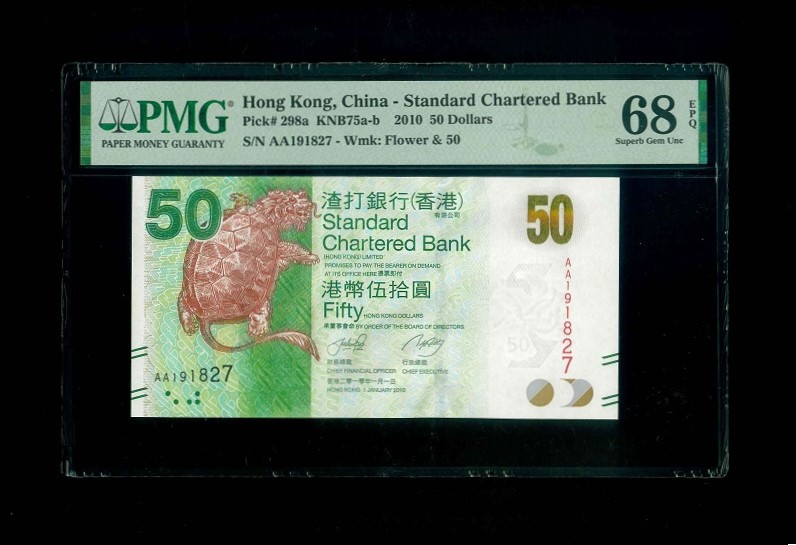 PMG
PAPER MONEY GUARANTY
Hong Kong, China - Standard Chartered Bank
Pick# 298a KNB75a-b 2010 50 Dollars
S/N AA191827 - Wmk: Flower & 50
68
Superb Gem Unc
EPQ
50
渣打銀行(香港)
有限公司
Standard
Chartered Bank
(HONG KONG) LIMITED
PROMISES TO PAY THE BEARER ON DEMAND
AT ITS OFFICE HERE 憑票即付
港幣伍拾圓
Fifty HONG KONG DOLLARS
承董事會命 BY ORDER OF THE BOARD OF DIRECTORS
財務總裁 行政總裁
CHIEF FINANCIAL OFFICER CHIEF EXECUTIVE
香港二零一零年一月一日
HONG KONG 1 JANUARY 2010
AA191827
50
AA191827
50